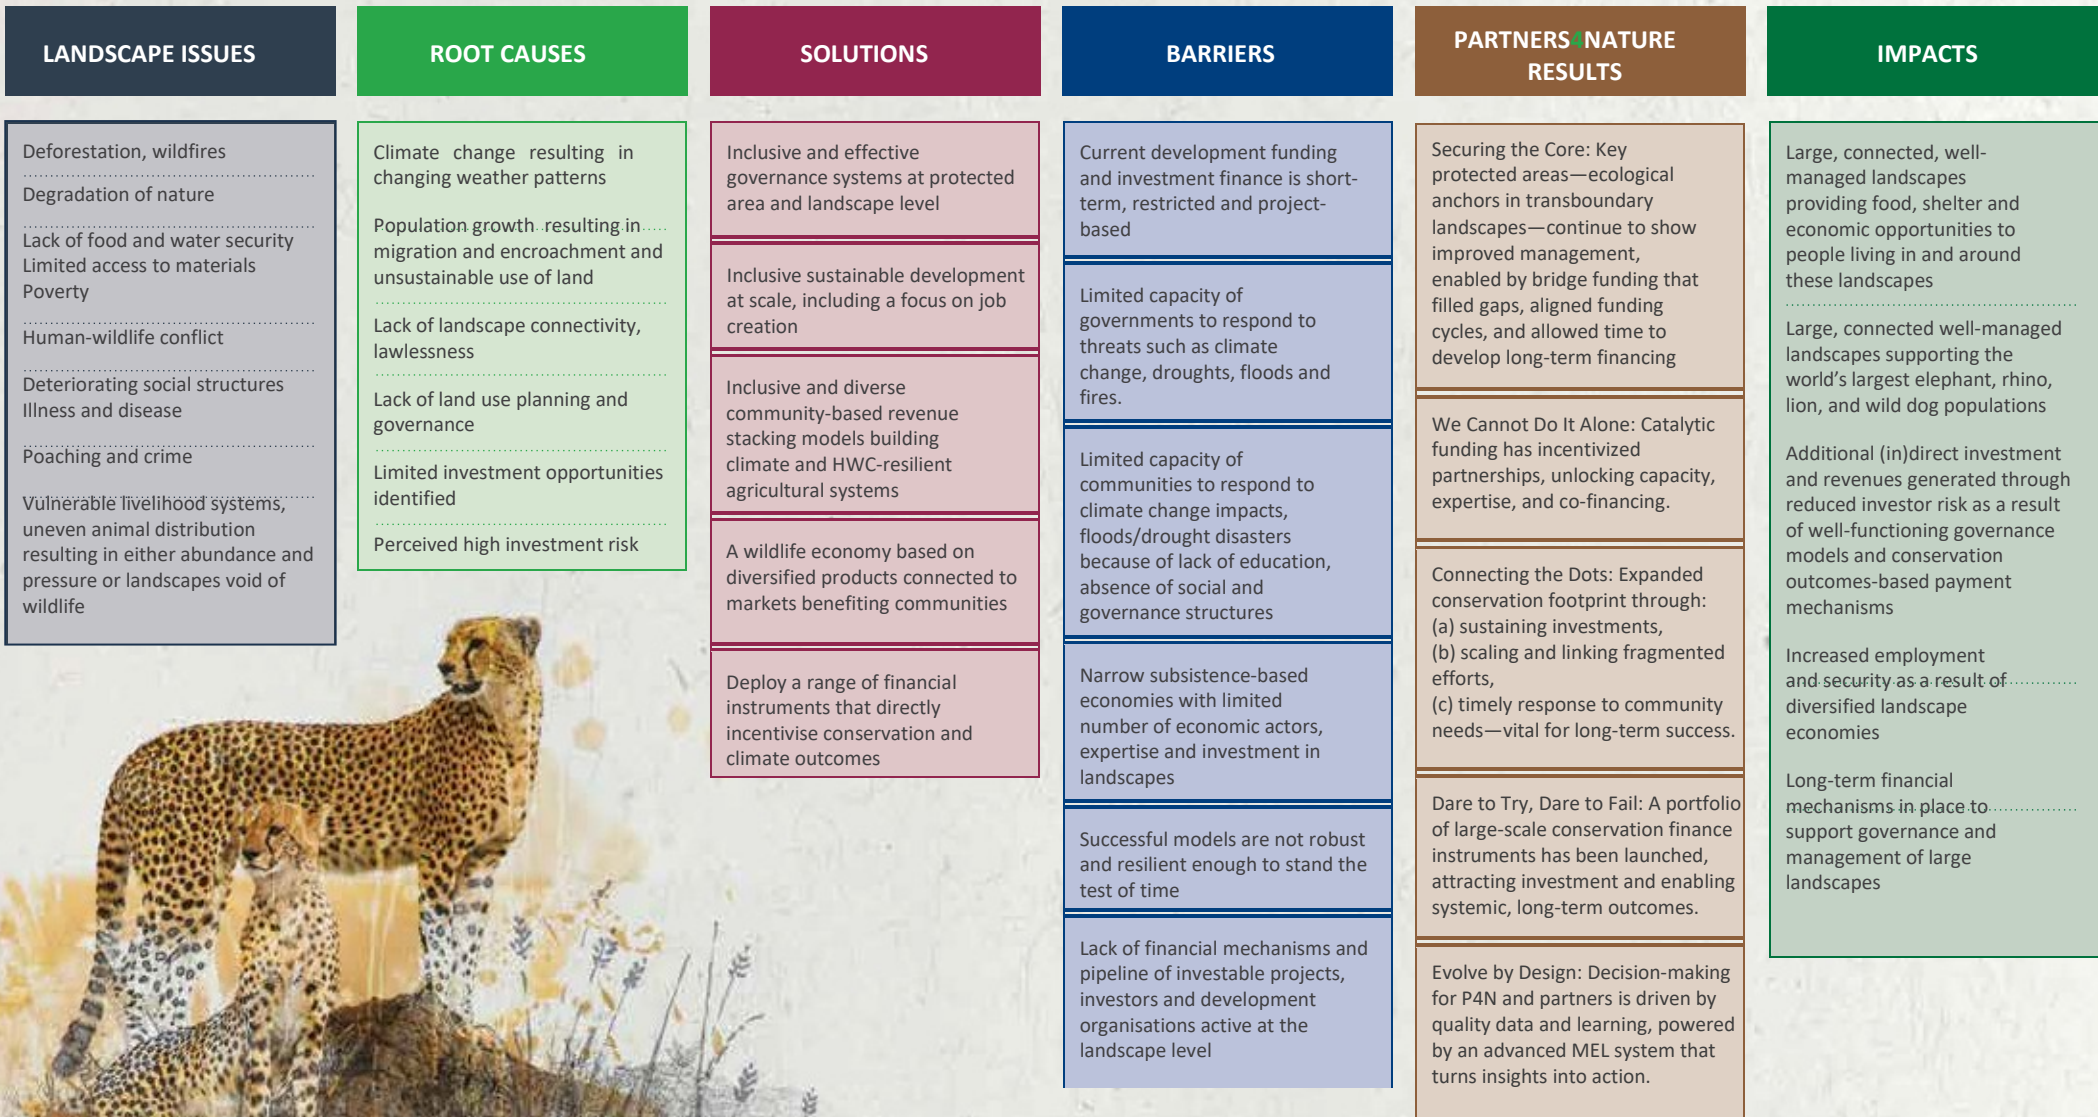 LANDSCAPE ISSUES
Deforestation, wildfires
Degradation of nature
Lack of food and water security
Limited access to materials
Poverty
Human-wildlife conflict
Deteriorating social structures
Illness and disease
Poaching and crime
Vulnerable livelihood systems,
uneven animal distribution
resulting in either abundance and
pressure or landscapes void of
wildlife
ROOT CAUSES
Climate change resulting in
changing weather patterns
Population growth resulting in
migration and encroachment and
unsustainable use of land
Lack of landscape connectivity,
lawlessness
Lack of land use planning and
governance
Limited investment opportunities
identified
Perceived high investment risk
SOLUTIONS
Inclusive and effective
governance systems at protected
area and landscape level
Inclusive sustainable development
at scale, including a focus on job
creation
Inclusive and diverse
community-based revenue
stacking models building
climate and HWC-resilient
agricultural systems
A wildlife economy based on
diversified products connected to
markets benefiting communities
Deploy a range of financial
instruments that directly
incentivise conservation and
climate outcomes
BARRIERS
Current development funding
and investment finance is short-
term, restricted and project-
based
Limited capacity of
governments to respond to
threats such as climate
change, droughts, floods and
fires.
Limited capacity of
communities to respond to
climate change impacts,
floods/drought disasters
because of lack of education,
absence of social and
governance structures
Narrow subsistence-based
economies with limited
number of economic actors,
expertise and investment in
landscapes
Successful models are not robust
and resilient enough to stand the
test of time
Lack of financial mechanisms and
pipeline of investable projects,
investors and development
organisations active at the
landscape level
PARTNERS4NATURE
RESULTS
Securing the Core: Key
protected areas—ecological
anchors in transboundary
landscapes—continue to show
improved management,
enabled by bridge funding that
filled gaps, aligned funding
cycles, and allowed time to
develop long-term financing
We Cannot Do It Alone: Catalytic
funding has incentivized
partnerships, unlocking capacity,
expertise, and co-financing.
Connecting the Dots: Expanded
conservation footprint through:
(a) sustaining investments,
(b) scaling and linking fragmented
efforts,
(c) timely response to community
needs—vital for long-term success.
Dare to Try, Dare to Fail: A portfolio
of large-scale conservation finance
instruments has been launched,
attracting investment and enabling
systemic, long-term outcomes.
Evolve by Design: Decision-making
for P4N and partners is driven by
quality data and learning, powered
by an advanced MEL system that
turns insights into action.
IMPACTS
Large, connected, well-
managed landscapes
providing food, shelter and
economic opportunities to
people living in and around
these landscapes
Large, connected well-managed
landscapes supporting the
world’s largest elephant, rhino,
lion, and wild dog populations
Additional (in)direct investment
and revenues generated through
reduced investor risk as a result
of well-functioning governance
models and conservation
outcomes-based payment
mechanisms
Increased employment
and security as a result of
diversified landscape
economies
Long-term financial
mechanisms in place to
support governance and
management of large
landscapes